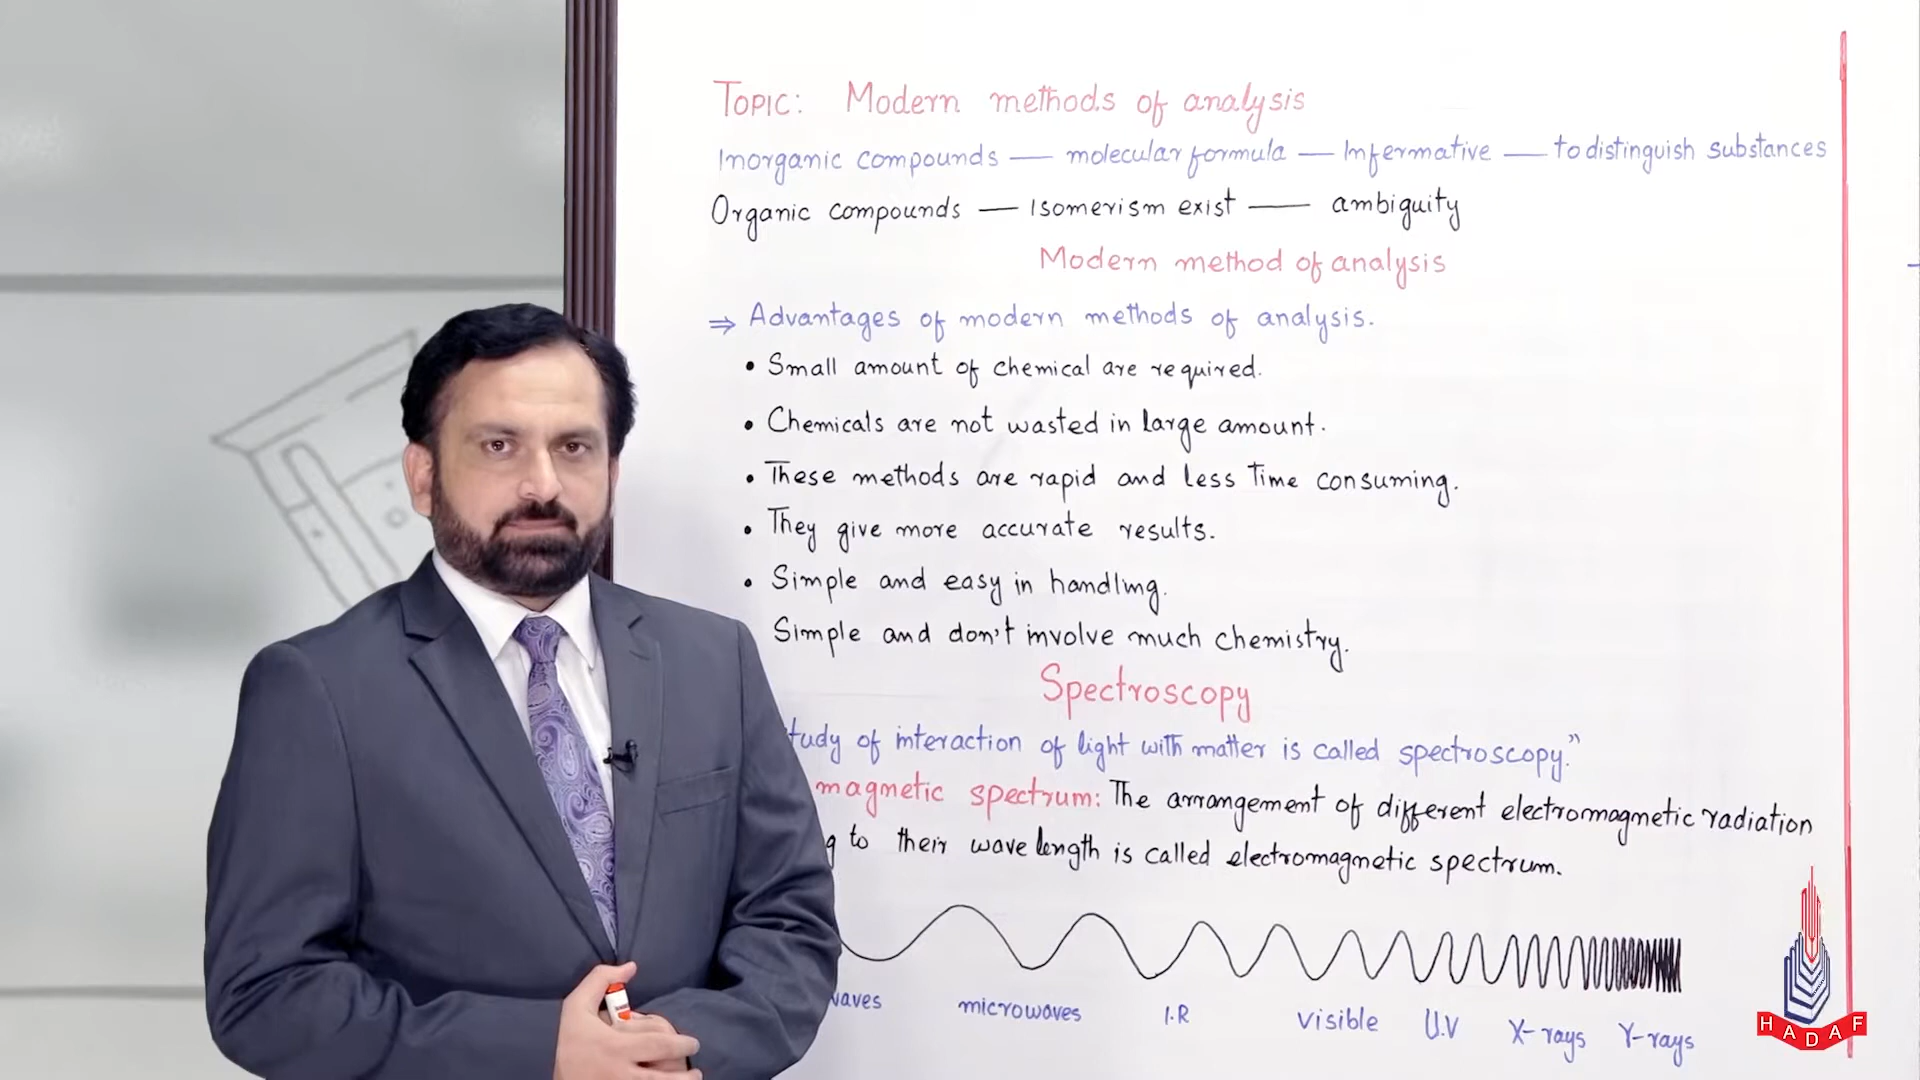 TOPIC: Modern methods of analysis
Inorganic compounds — molecular formula — Infermative — to distinguish substances
Organic compounds — Isomerism exist — ambiguity
Modern method of analysis
⇒ Advantages of modern methods of analysis.
• Small amount of chemical are required.
• Chemicals are not wasted in large amount.
• These methods are rapid and less time consuming.
• They give more accurate results.
• Simple and easy in handling.
Simple and don't involve much chemistry.
Spectroscopy
tudy of interaction of light with matter is called spectroscopy."
magnetic spectrum: The arrangement of different electromagnetic radiation
g to their wave length is called electromagnetic spectrum.
waves microwaves I.R visible U.V X-rays Y-rays
HADAF